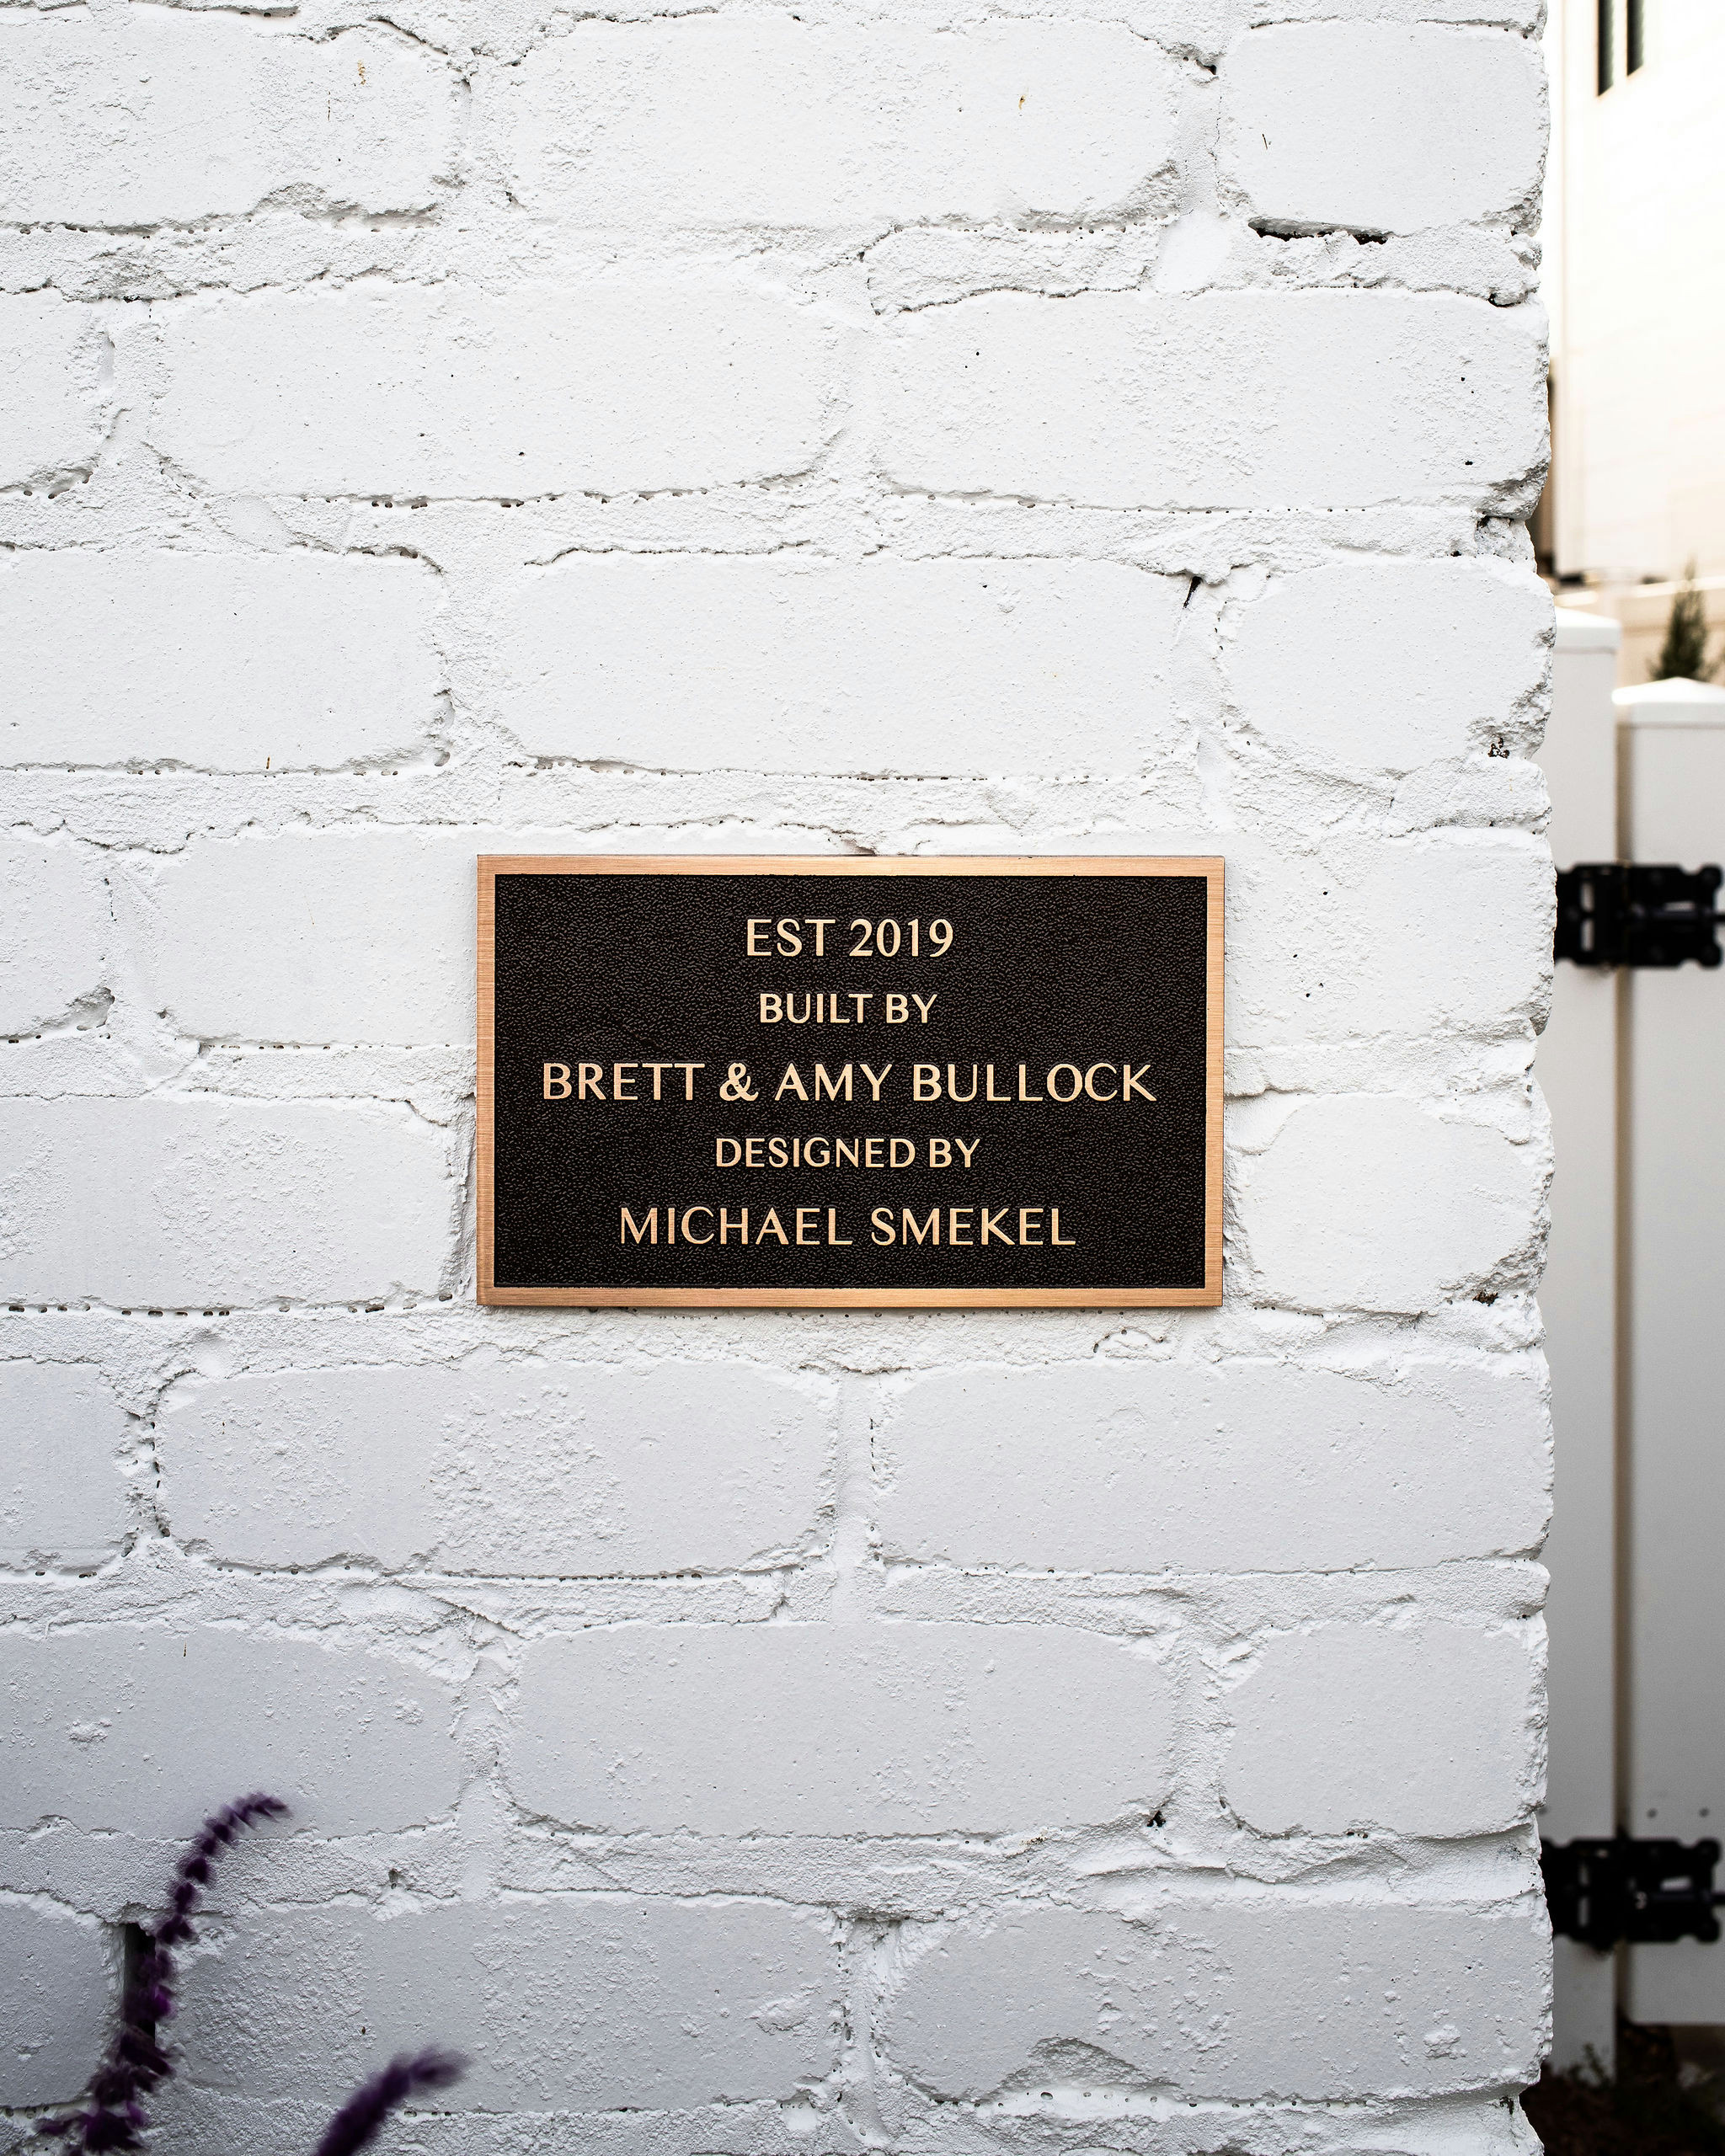 EST 2019
BUILT BY
BRETT & AMY BULLOCK
DESIGNED BY
MICHAEL SMEKEL